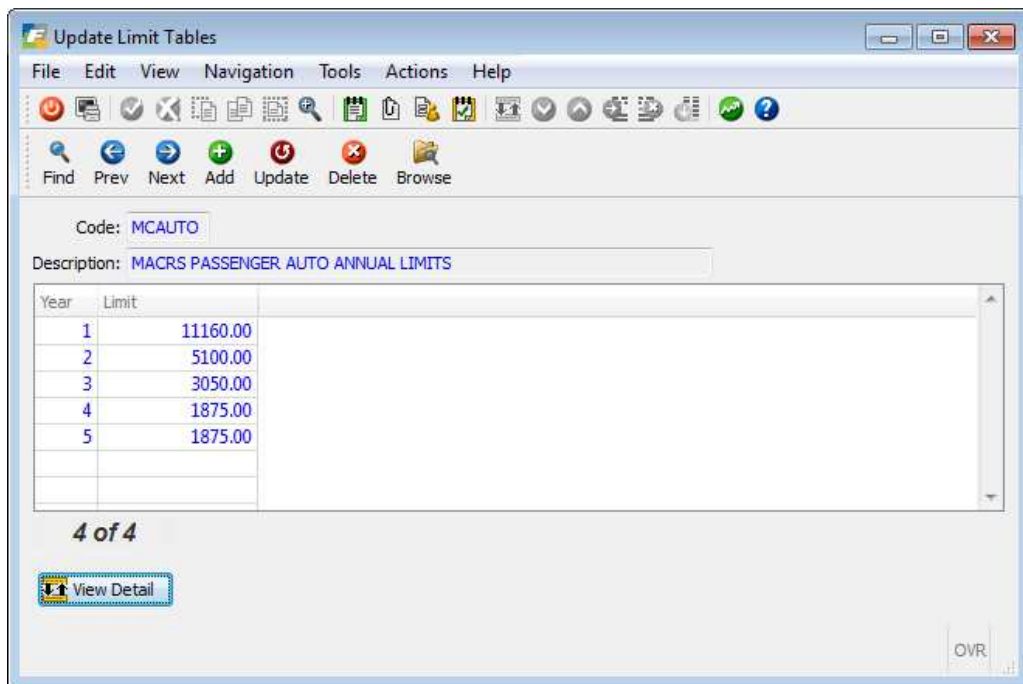 Update Limit Tables
File Edit View Navigation Tools Actions Help
Find Prev Next Add Update Delete Browse
Code: MCAUTO
Description: MACRS PASSENGER AUTO ANNUAL LIMITS
Year Limit
1 11160.00
2 5100.00
3 3050.00
4 1875.00
5 1875.00
4 of 4
View Detail
OVR